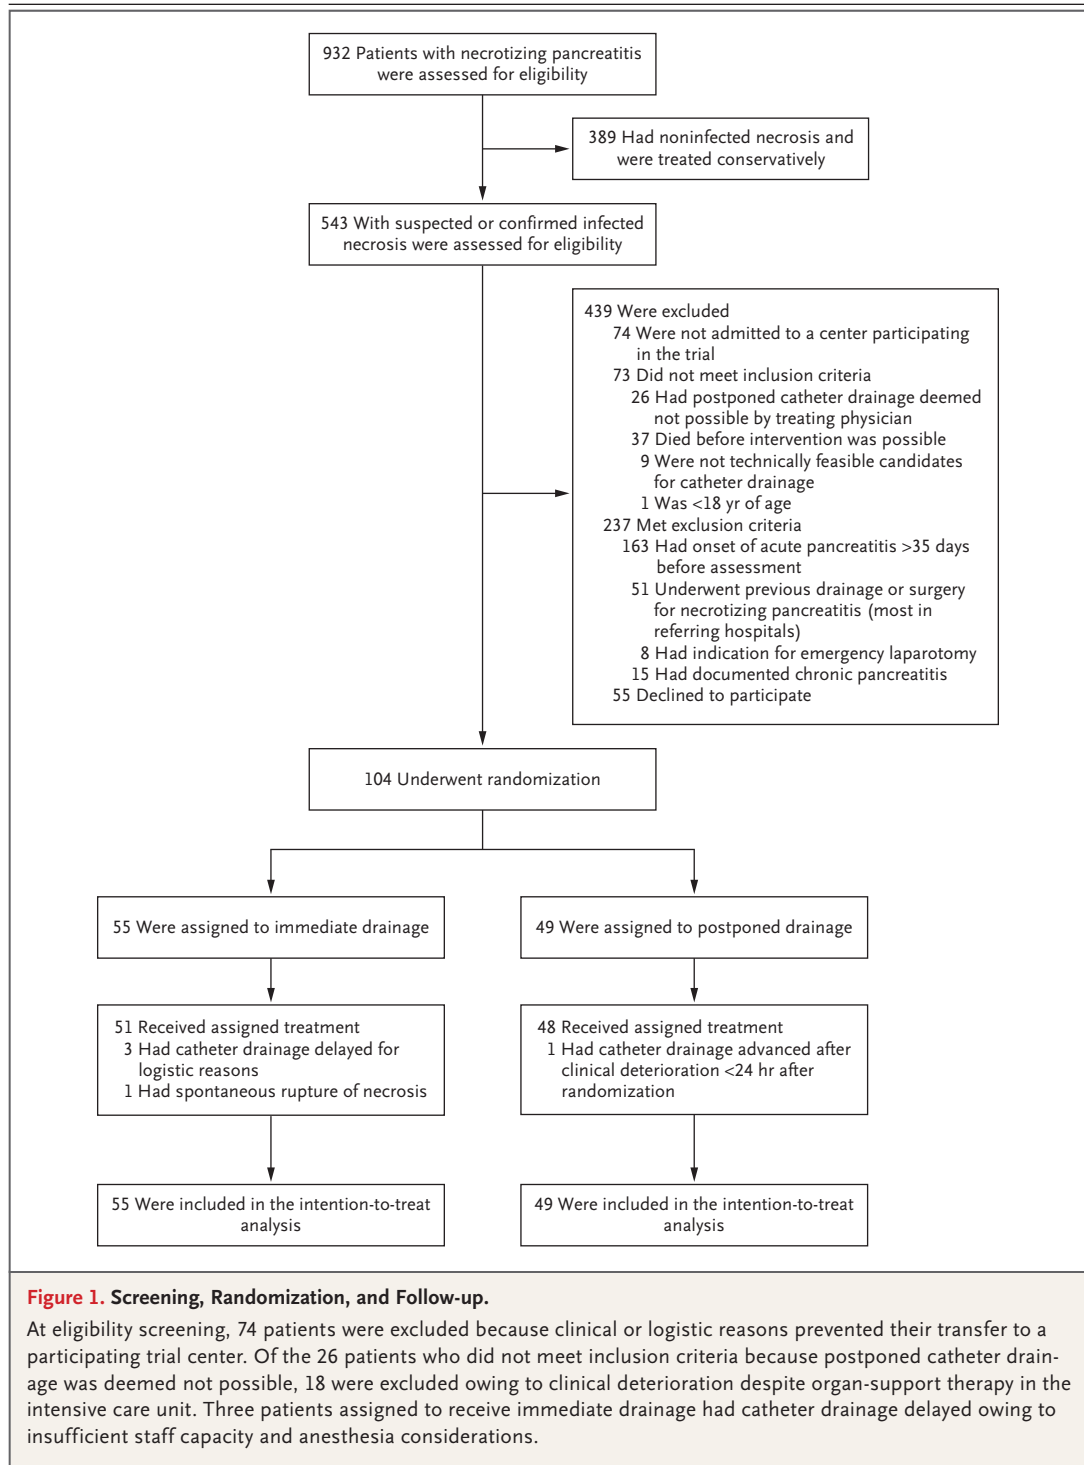 932 Patients with necrotizing pancreatitis
were assessed for eligibility
389 Had noninfected necrosis and
were treated conservatively
543 With suspected or confirmed infected
necrosis were assessed for eligibility
439 Were excluded
74 Were not admitted to a center participating
in the trial
73 Did not meet inclusion criteria
26 Had postponed catheter drainage deemed
not possible by treating physician
37 Died before intervention was possible
9 Were not technically feasible candidates
for catheter drainage
1 Was <18 yr of age
237 Met exclusion criteria
163 Had onset of acute pancreatitis >35 days
before assessment
51 Underwent previous drainage or surgery
for necrotizing pancreatitis (most in
referring hospitals)
8 Had indication for emergency laparotomy
15 Had documented chronic pancreatitis
55 Declined to participate
104 Underwent randomization
55 Were assigned to immediate drainage
49 Were assigned to postponed drainage
51 Received assigned treatment
3 Had catheter drainage delayed for
logistic reasons
1 Had spontaneous rupture of necrosis
48 Received assigned treatment
1 Had catheter drainage advanced after
clinical deterioration <24 hr after
randomization
55 Were included in the intention-to-treat
analysis
49 Were included in the intention-to-treat
analysis
Figure 1. Screening, Randomization, and Follow-up.
At eligibility screening, 74 patients were excluded because clinical or logistic reasons prevented their transfer to a
participating trial center. Of the 26 patients who did not meet inclusion criteria because postponed catheter drain-
age was deemed not possible, 18 were excluded owing to clinical deterioration despite organ-support therapy in the
intensive care unit. Three patients assigned to receive immediate drainage had catheter drainage delayed owing to
insufficient staff capacity and anesthesia considerations.